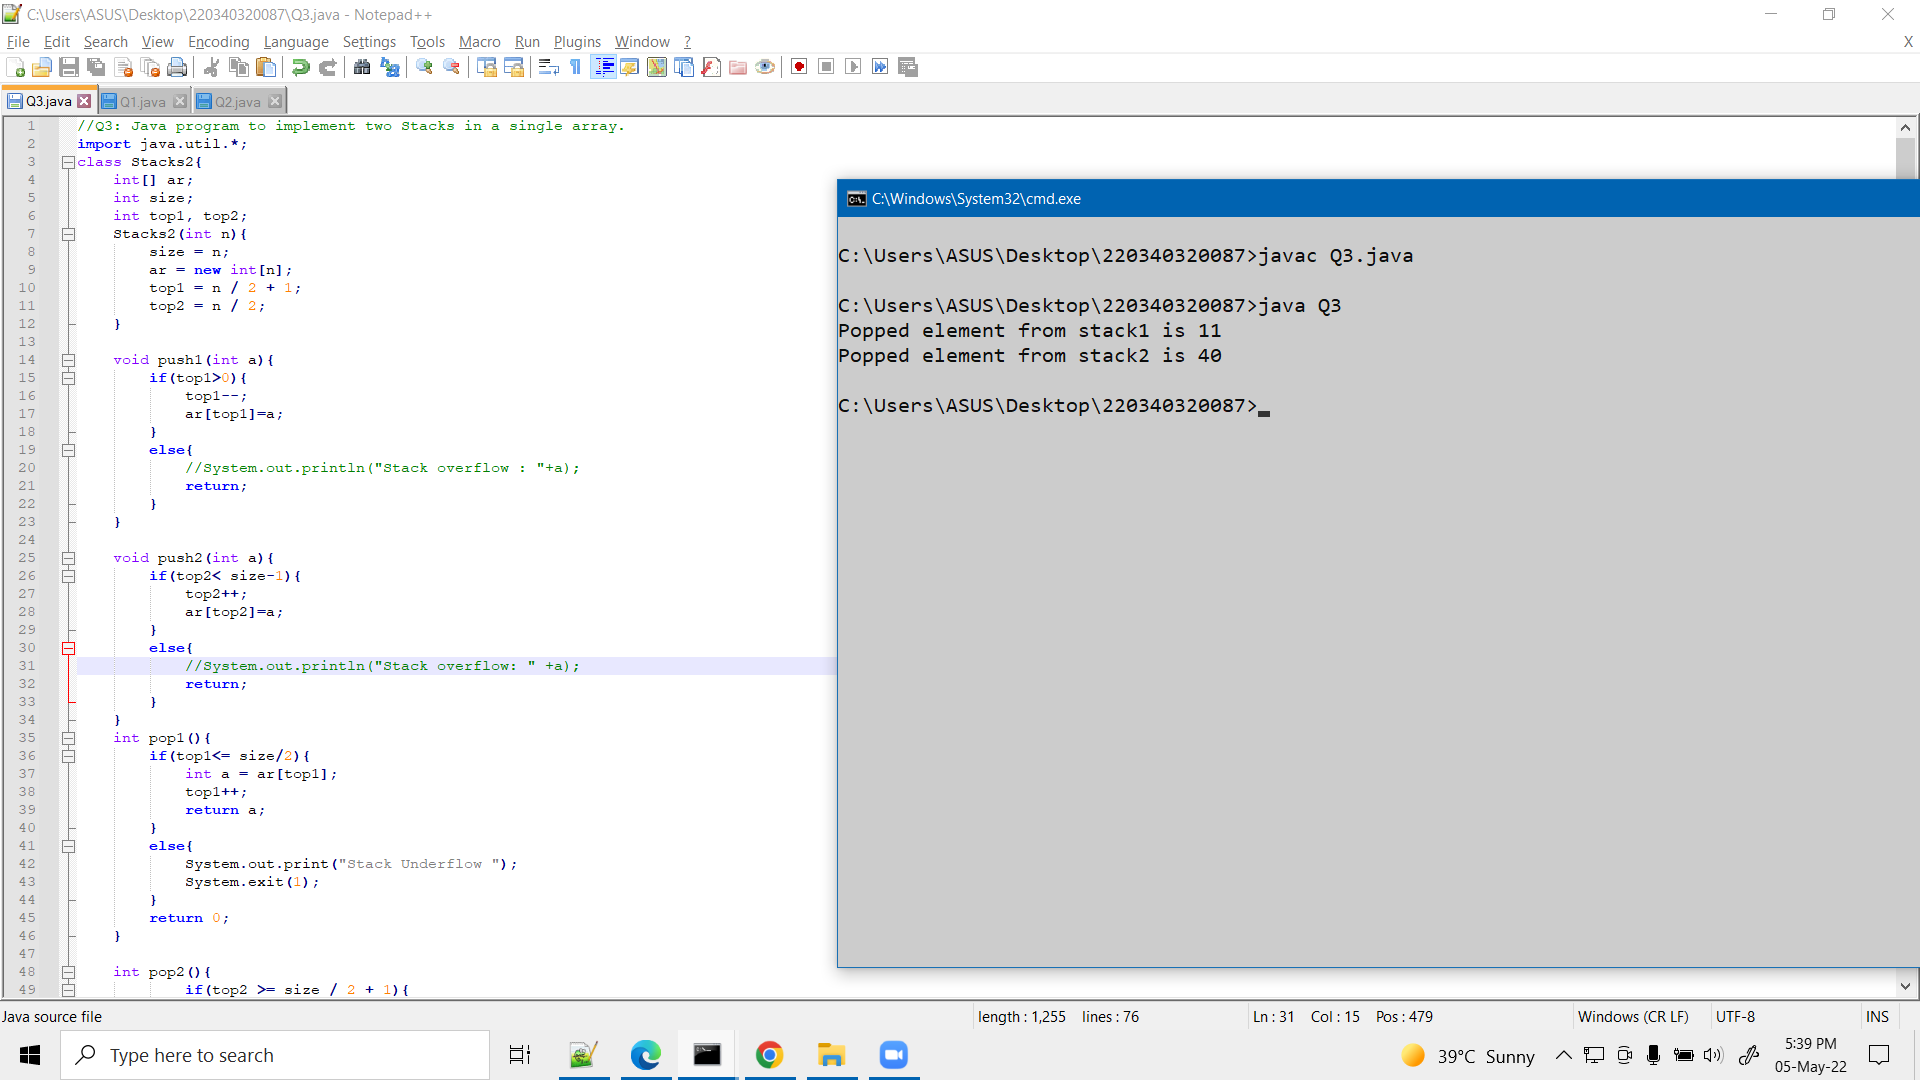 C:\Users\ASUS\Desktop\220340320087\Q3.java - Notepad++
File Edit Search View Encoding Language Settings Tools Macro Run Plugins Window ? X
Q3.java Q1.java Q2.java
1 //Q3: Java program to implement two Stacks in a single array.
2 import java.util.*;
3 class Stacks2{
4 int[] ar;
5 int size;
6 int top1, top2;
7 Stacks2(int n){
8 size = n;
9 ar = new int[n];
10 top1 = n / 2 + 1;
11 top2 = n / 2;
12 }
13
14 void push1(int a){
15 if(top1>0){
16 top1--;
17 ar[top1]=a;
18 }
19 else{
20 //System.out.println("Stack overflow : "+a);
21 return;
22 }
23 }
24
25 void push2(int a){
26 if(top2< size-1){
27 top2++;
28 ar[top2]=a;
29 }
30 else{
31 //System.out.println("Stack overflow: " +a);
32 return;
33 }
34 }
35 int pop1(){
36 if(top1<= size/2){
37 int a = ar[top1];
38 top1++;
39 return a;
40 }
41 else{
42 System.out.print("Stack Underflow ");
43 System.exit(1);
44 }
45 return 0;
46 }
47
48 int pop2(){
49 if(top2 >= size / 2 + 1){
C:\Windows\System32\cmd.exe
C:\Users\ASUS\Desktop\220340320087>javac Q3.java
C:\Users\ASUS\Desktop\220340320087>java Q3
Popped element from stack1 is 11
Popped element from stack2 is 40
C:\Users\ASUS\Desktop\220340320087>
Java source file length : 1,255 lines : 76 Ln : 31 Col : 15 Pos : 479 Windows (CR LF) UTF-8 INS
Type here to search
39°C Sunny
5:39 PM
05-May-22